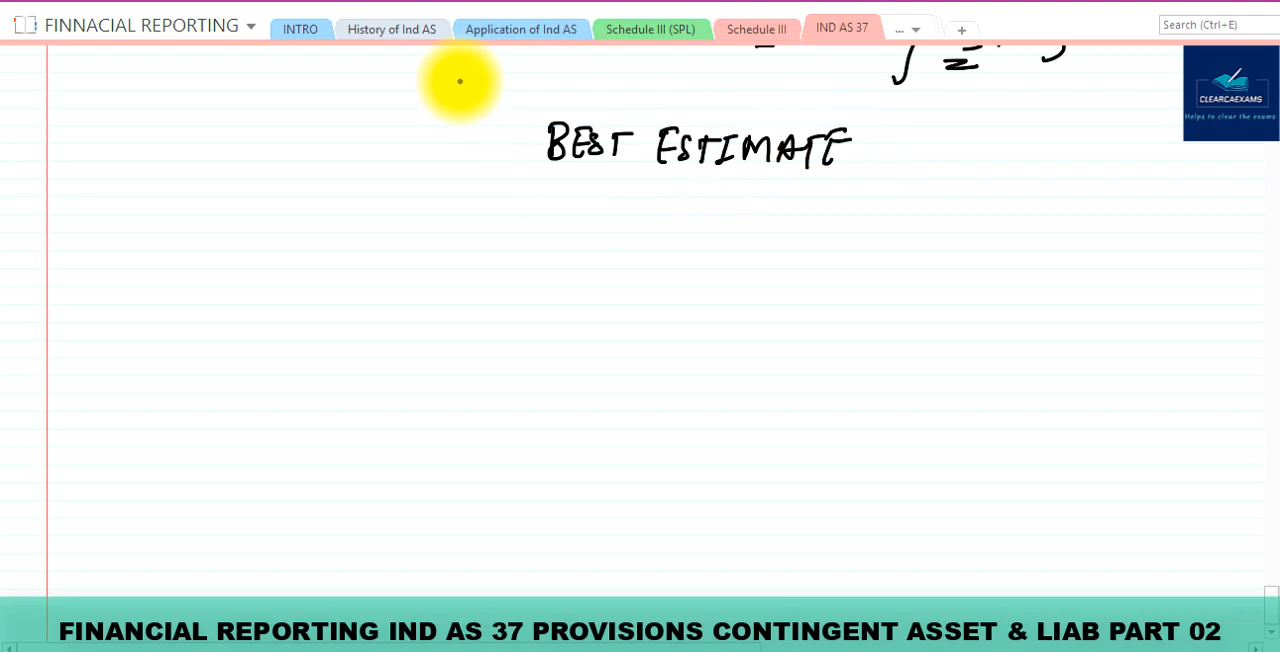 FINNACIAL REPORTING
INTRO
History of Ind AS
Application of Ind AS
Schedule III (SPL)
Schedule III
IND AS 37
...
+
Search (Ctrl+E)
CLEARCAEXAMS
Helps to clear the exams
BEST ESTIMATE
FINANCIAL REPORTING IND AS 37 PROVISIONS CONTINGENT ASSET & LIAB PART 02